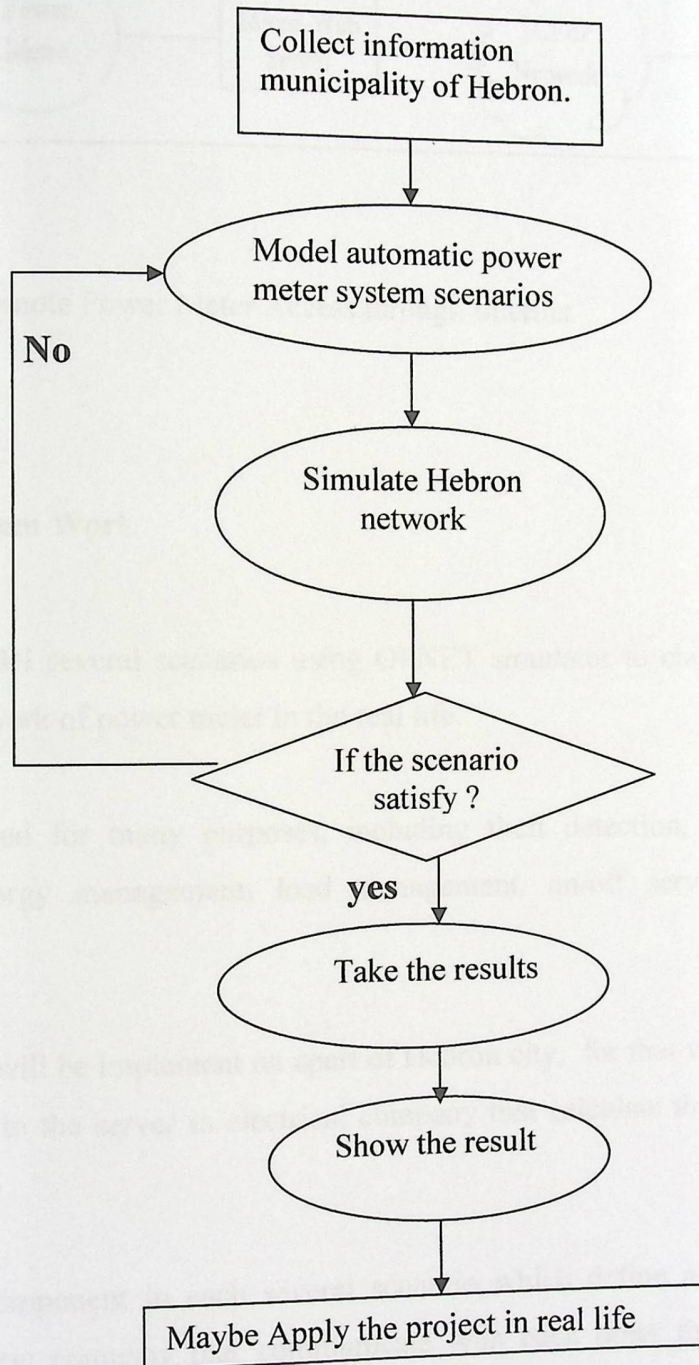 Collect information
municipality of Hebron.
Model automatic power
meter system scenarios
No
Simulate Hebron
network
If the scenario
satisfy ?
yes
Take the results
Show the result
Maybe Apply the project in real life